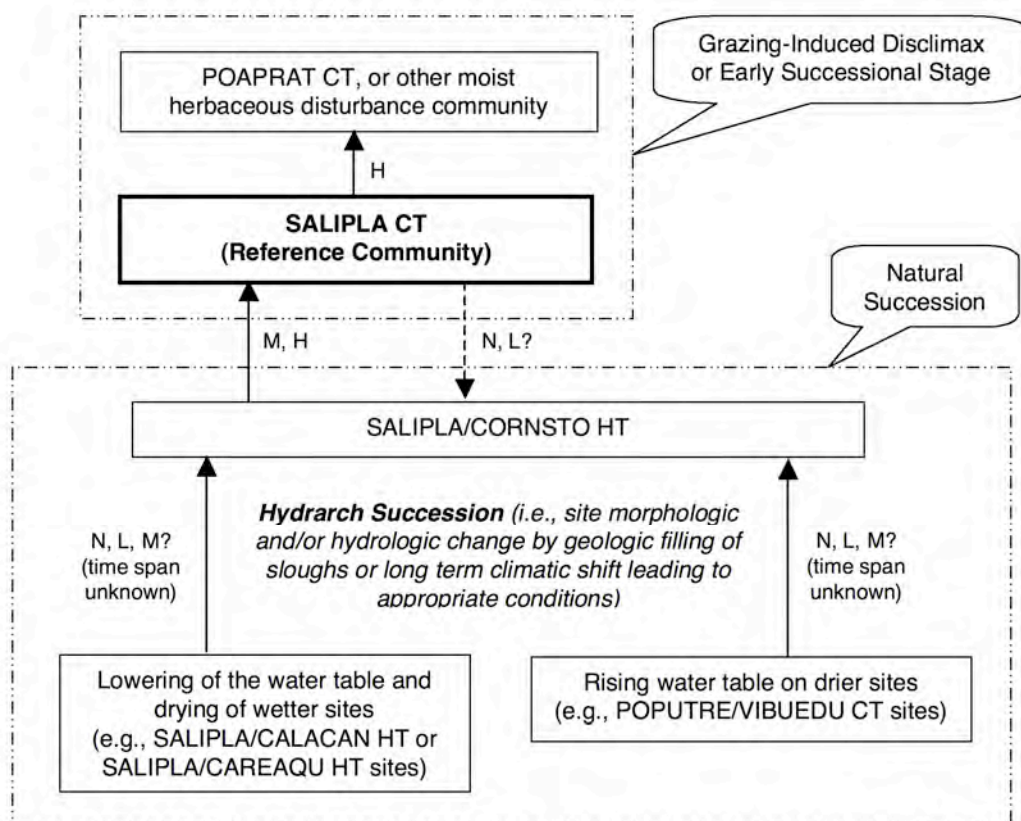 Grazing-Induced Disclimax
or Early Successional Stage
POAPRAT CT, or other moist
herbaceous disturbance community
H
SALIPLA CT
(Reference Community)
Natural
Succession
M, H
N, L?
SALIPLA/CORNSTO HT
Hydrarch Succession (i.e., site morphologic
and/or hydrologic change by geologic filling of
sloughs or long term climatic shift leading to
appropriate conditions)
N, L, M?
(time span
unknown)
N, L, M?
(time span
unknown)
Lowering of the water table and
drying of wetter sites
(e.g., SALIPLA/CALACAN HT or
SALIPLA/CAREAQU HT sites)
Rising water table on drier sites
(e.g., POPUTRE/VIBUEDU CT sites)